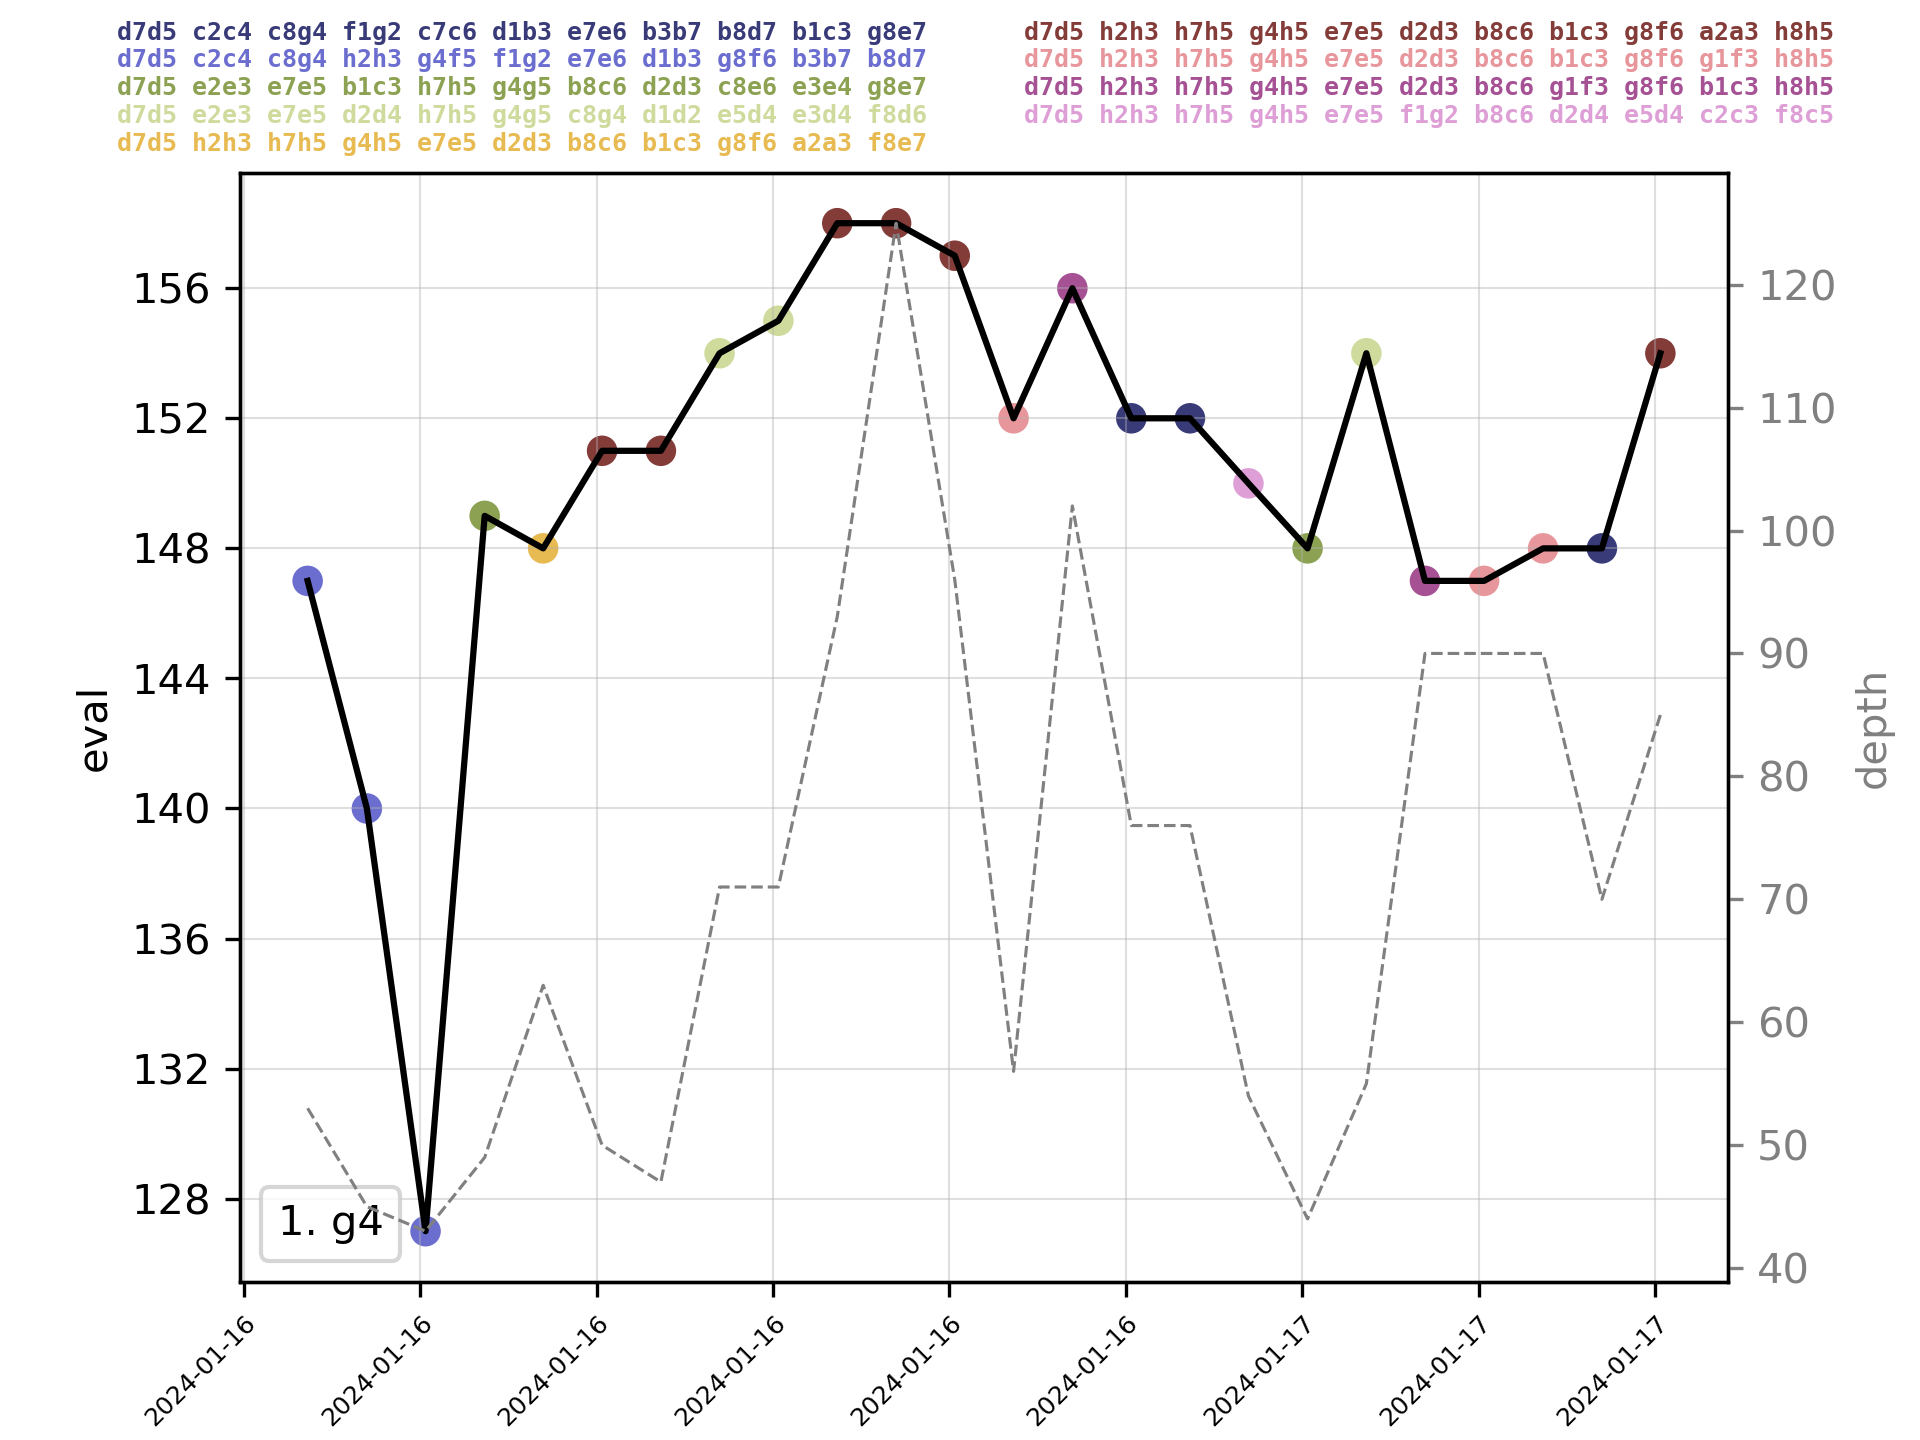 d7d5 c2c4 c8g4 f1g2 c7c6 d1b3 e7e6 b3b7 b8d7 b1c3 g8e7
d7d5 c2c4 c8g4 h2h3 g4f5 f1g2 e7e6 d1b3 g8f6 b3b7 b8d7
d7d5 e2e3 e7e5 b1c3 h7h5 g4g5 b8c6 d2d3 c8e6 e3e4 g8e7
d7d5 e2e3 e7e5 d2d4 h7h5 g4g5 c8g4 d1d2 e5d4 e3d4 f8d6
d7d5 h2h3 h7h5 g4h5 e7e5 d2d3 b8c6 b1c3 g8f6 a2a3 f8e7
d7d5 h2h3 h7h5 g4h5 e7e5 d2d3 b8c6 b1c3 g8f6 a2a3 h8h5
d7d5 h2h3 h7h5 g4h5 e7e5 d2d3 b8c6 b1c3 g8f6 g1f3 h8h5
d7d5 h2h3 h7h5 g4h5 e7e5 d2d3 b8c6 g1f3 g8f6 b1c3 h8h5
d7d5 h2h3 h7h5 g4h5 e7e5 f1g2 b8c6 d2d4 e5d4 c2c3 f8c5
156
152
148
144
140
136
132
128
eval
120
110
100
90
80
70
60
50
40
depth
1. g4
2024-01-16
2024-01-16
2024-01-16
2024-01-16
2024-01-16
2024-01-16
2024-01-17
2024-01-17
2024-01-17